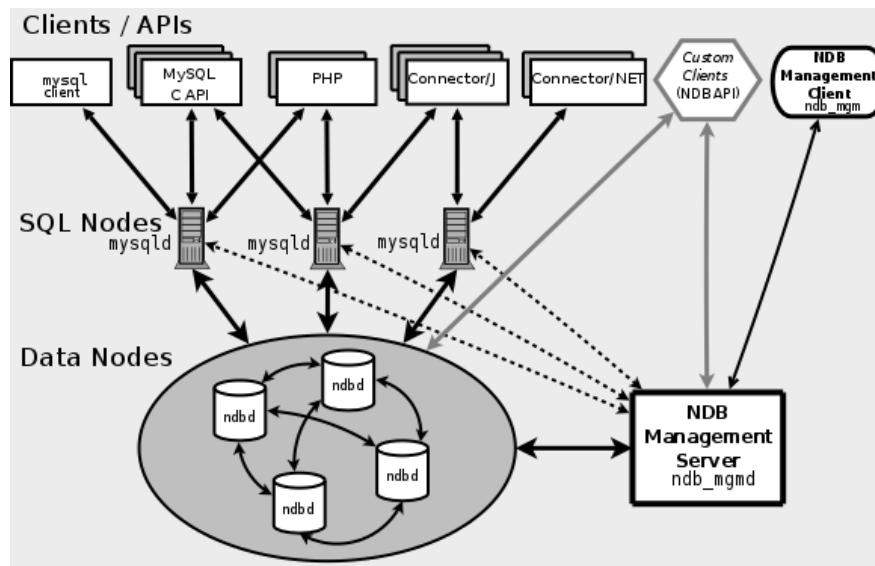 Clients / APIs
mysql
client
MySQL
C API
PHP
Connector/J
Connector/NET
Custom
Clients
(NDBAPI)
NDB
Management
Client
ndb_mgm
SQL Nodes
mysqld
mysqld
mysqld
Data Nodes
ndbd
ndbd
ndbd
ndbd
NDB
Management
Server
ndb_mgmd